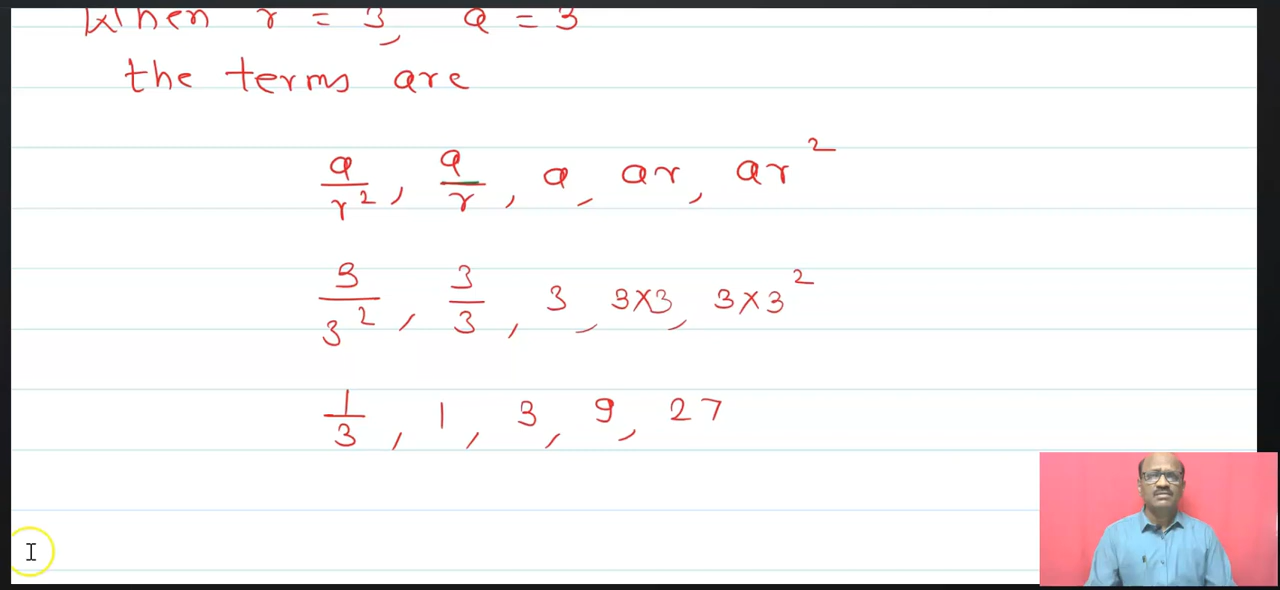 When r = 3, a = 3
the terms are
a/r², a/r, a, ar, ar²
3/3², 3/3, 3, 3×3, 3×3²
1/3, 1, 3, 9, 27